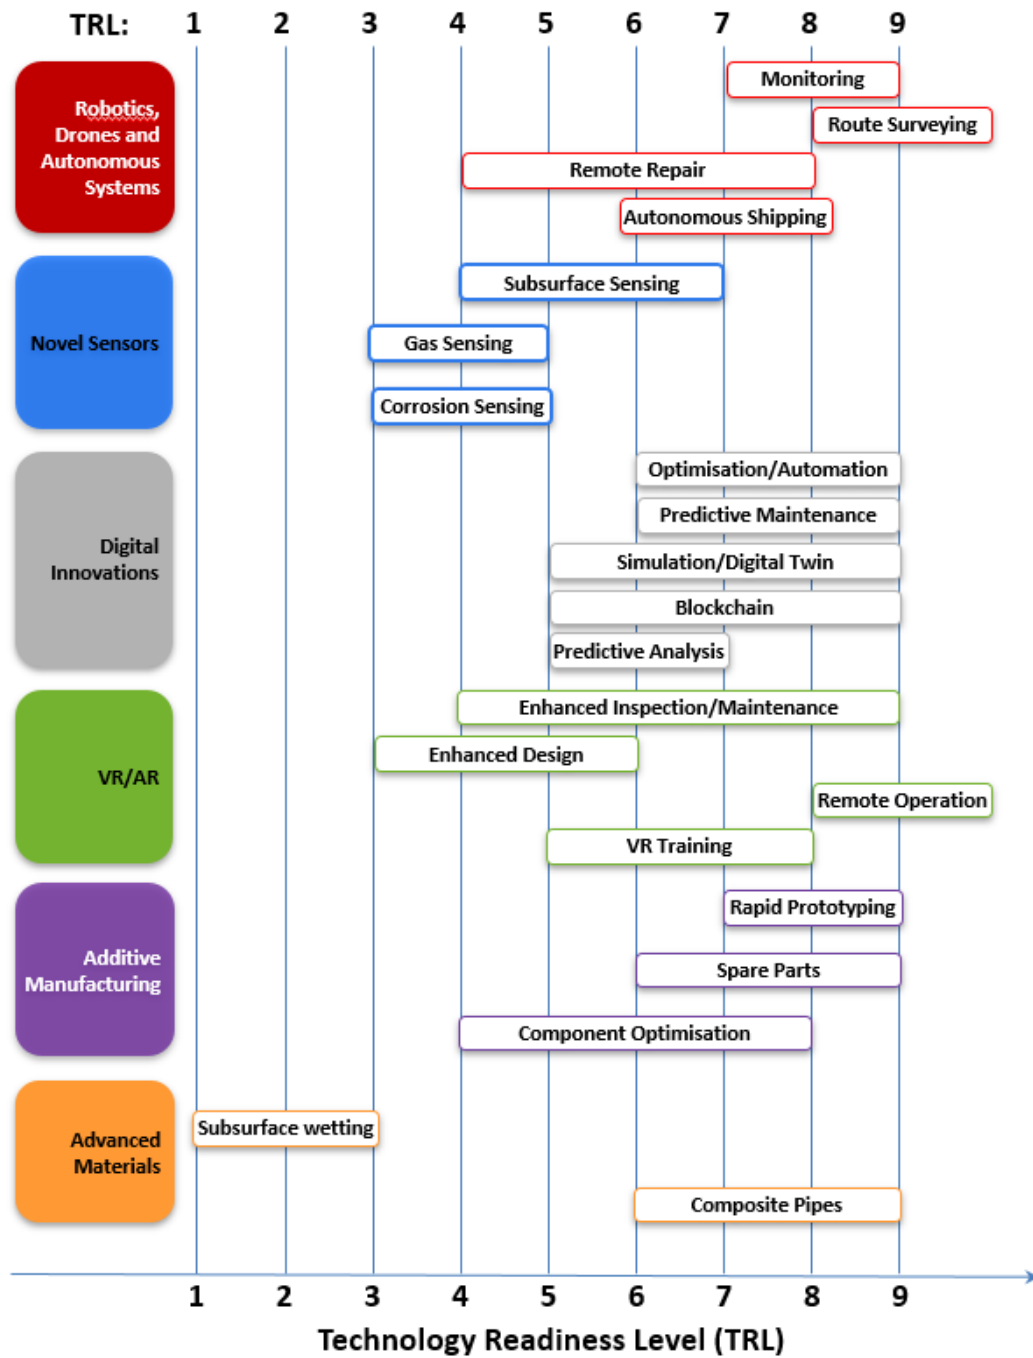 TRL: 1 2 3 4 5 6 7 8 9
Robotics,
Drones and
Autonomous
Systems
Monitoring
Route Surveying
Remote Repair
Autonomous Shipping
Novel Sensors
Subsurface Sensing
Gas Sensing
Corrosion Sensing
Digital
Innovations
Optimisation/Automation
Predictive Maintenance
Simulation/Digital Twin
Blockchain
Predictive Analysis
VR/AR
Enhanced Inspection/Maintenance
Enhanced Design
Remote Operation
VR Training
Additive
Manufacturing
Rapid Prototyping
Spare Parts
Component Optimisation
Advanced
Materials
Subsurface wetting
Composite Pipes
1 2 3 4 5 6 7 8 9
Technology Readiness Level (TRL)